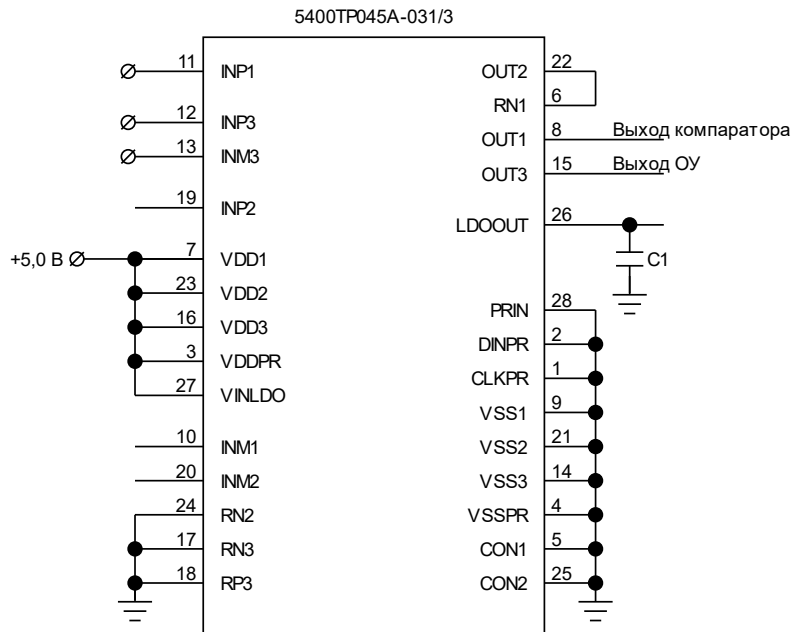 5400TP045A-031/3
11 INP1 OUT2 22
RN1 6
12 INP3 OUT1 8 Выход компаратора
13 INM3 OUT3 15 Выход ОУ
19 INP2 LDOOUT 26
+5,0 В 7 VDD1 C1
23 VDD2 PRIN 28
16 VDD3 DINPR 2
3 VDDPR CLKPR 1
27 VINLDO VSS1 9
10 INM1 VSS2 21
20 INM2 VSS3 14
24 RN2 VSSPR 4
17 RN3 CON1 5
18 RP3 CON2 25